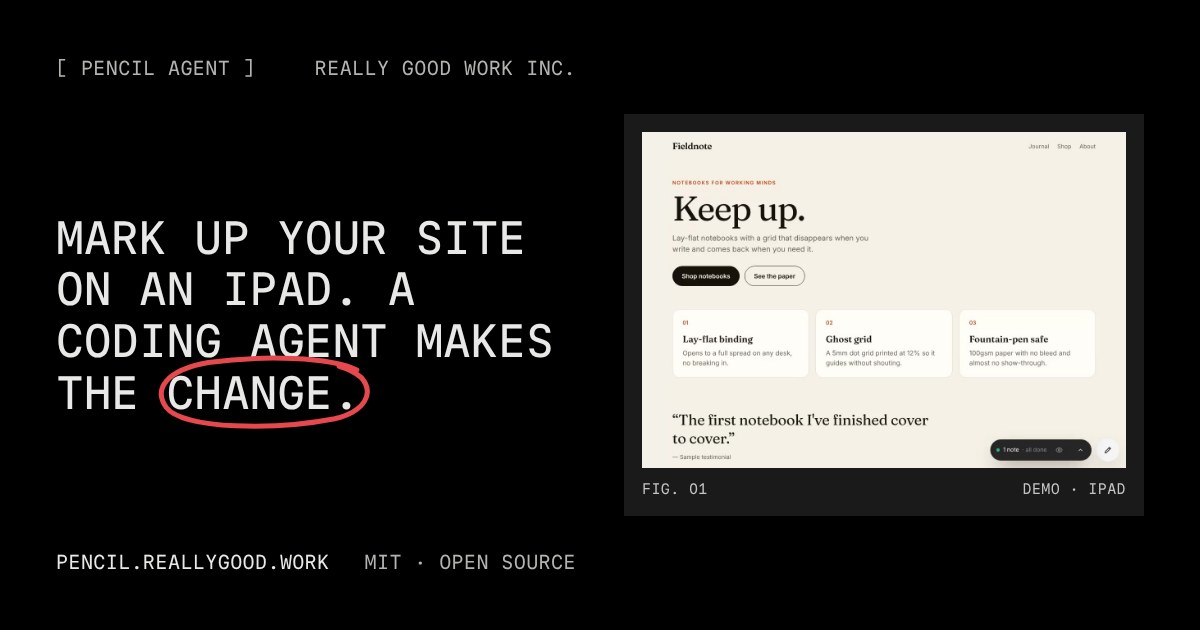 [ PENCIL AGENT ] REALLY GOOD WORK INC.
MARK UP YOUR SITE
ON AN IPAD. A
CODING AGENT MAKES
THE CHANGE.
PENCIL.REALLYGOOD.WORK MIT · OPEN SOURCE
Fieldnote Journal Shop About
NOTEBOOKS FOR WORKING MINDS
Keep up.
Lay-flat notebooks with a grid that disappears when you
write and comes back when you need it.
Shop notebooks See the paper
01
Lay-flat binding
Opens to a full spread on any desk,
no breaking in.
02
Ghost grid
A 5mm dot grid printed at 12% so it
guides without shouting.
03
Fountain-pen safe
100gsm paper with no bleed and
almost no show-through.
“The first notebook I've finished cover
to cover.”
— Sample testimonial
1 note · all done
FIG. 01 DEMO · IPAD